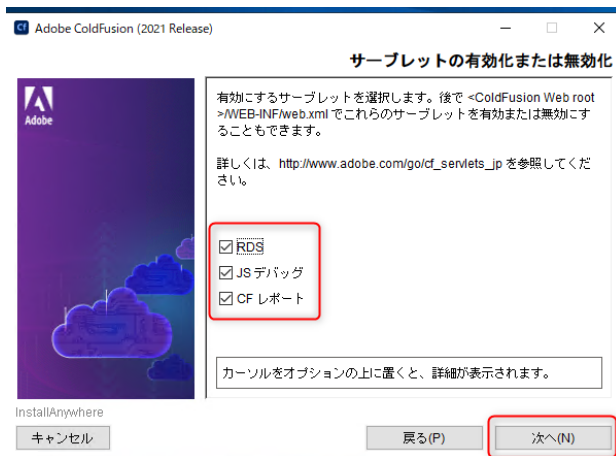 Adobe ColdFusion (2021 Release)
サーブレットの有効化または無効化
Adobe
有効にするサーブレットを選択します。後で <ColdFusion Web root
>/WEB-INF/web.xml でこれらのサーブレットを有効または無効にす
ることもできます。
詳しくは、http://www.adobe.com/go/cf_servlets_jp を参照してくだ
さい。
RDS
JS デバッグ
CF レポート
カーソルをオプションの上に置くと、詳細が表示されます。
InstallAnywhere
キャンセル
戻る(P)
次へ(N)